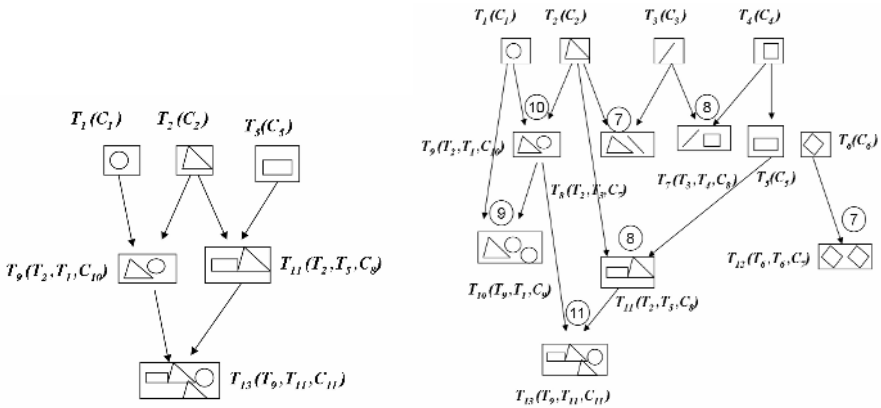 T1(C1) T2(C2) T5(C5)
T9(T2,T1,C10) T11(T2,T5,C8)
T13(T9,T11,C11)
T1(C1) T2(C2) T3(C3) T4(C4)
10 7 8
T9(T2,T1,C10) T6(C6)
T8(T2,T3,C7) T7(T3,T4,C8) T5(C5)
9 8 7
T12(T6,T6,C7)
T10(T9,T1,C9) T11(T2,T5,C8)
11
T13(T9,T11,C11)